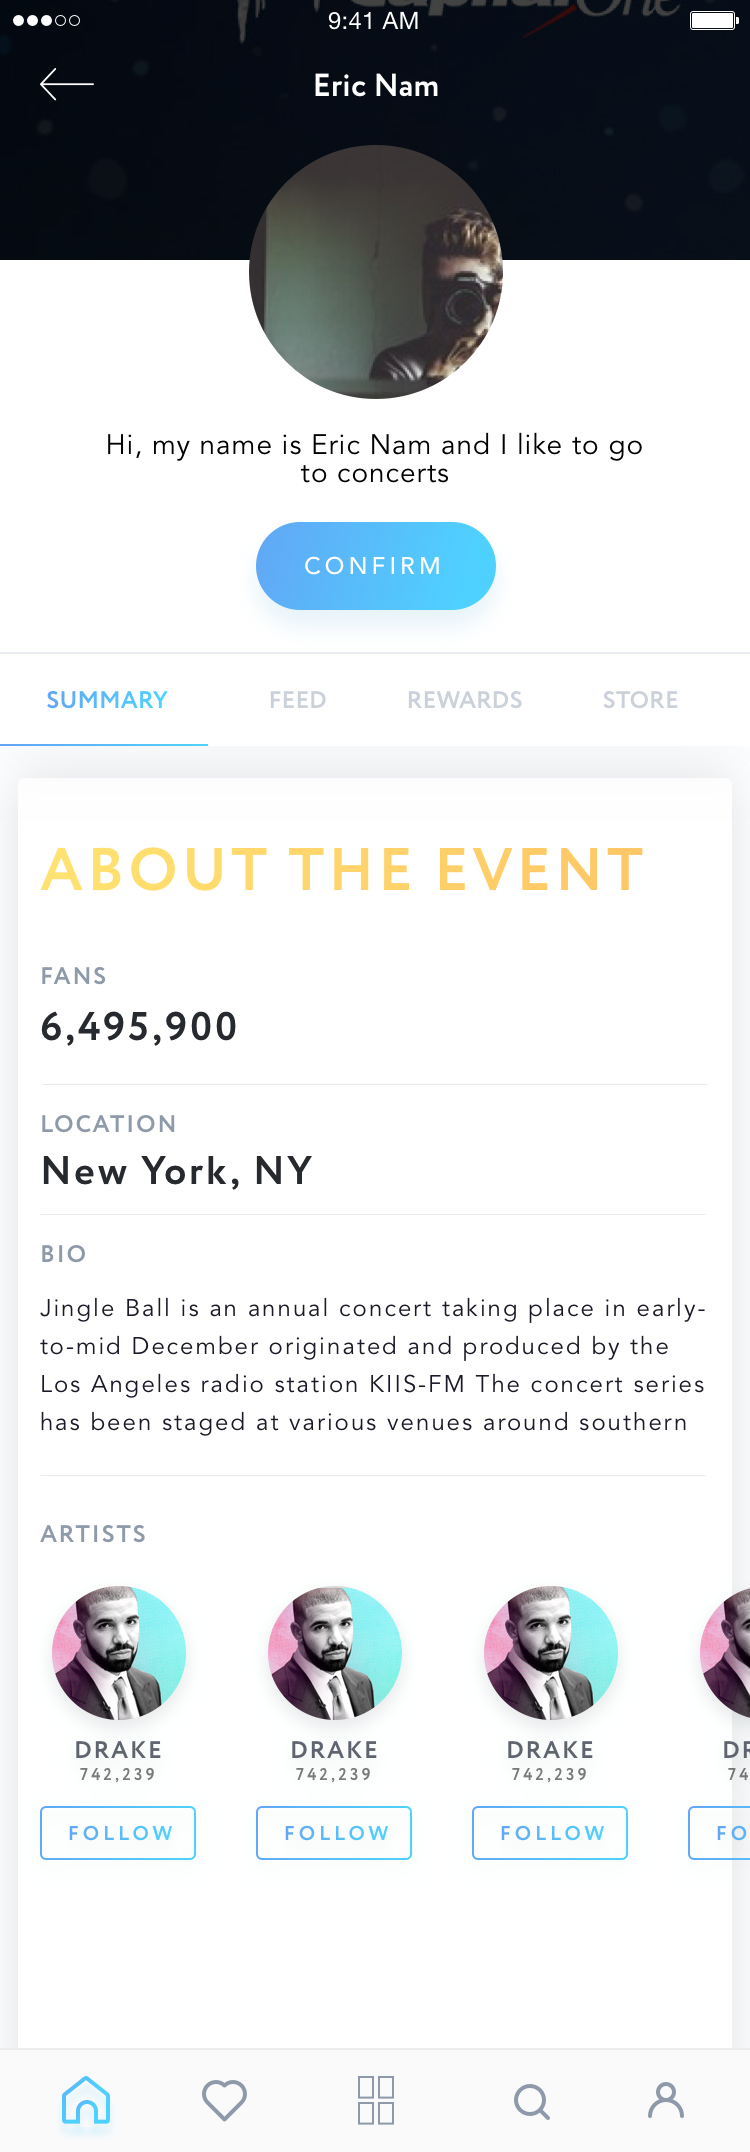 Capital One
9:41 AM
Eric Nam
Hi, my name is Eric Nam and I like to go
to concerts
CONFIRM
SUMMARY FEED REWARDS STORE
ABOUT THE EVENT
FANS
6,495,900
LOCATION
New York, NY
BIO
Jingle Ball is an annual concert taking place in early-
to-mid December originated and produced by the
Los Angeles radio station KIIS-FM The concert series
has been staged at various venues around southern
ARTISTS
DRAKE DRAKE DRAKE DR
742,239 742,239 742,239 74
FOLLOW FOLLOW FOLLOW FO